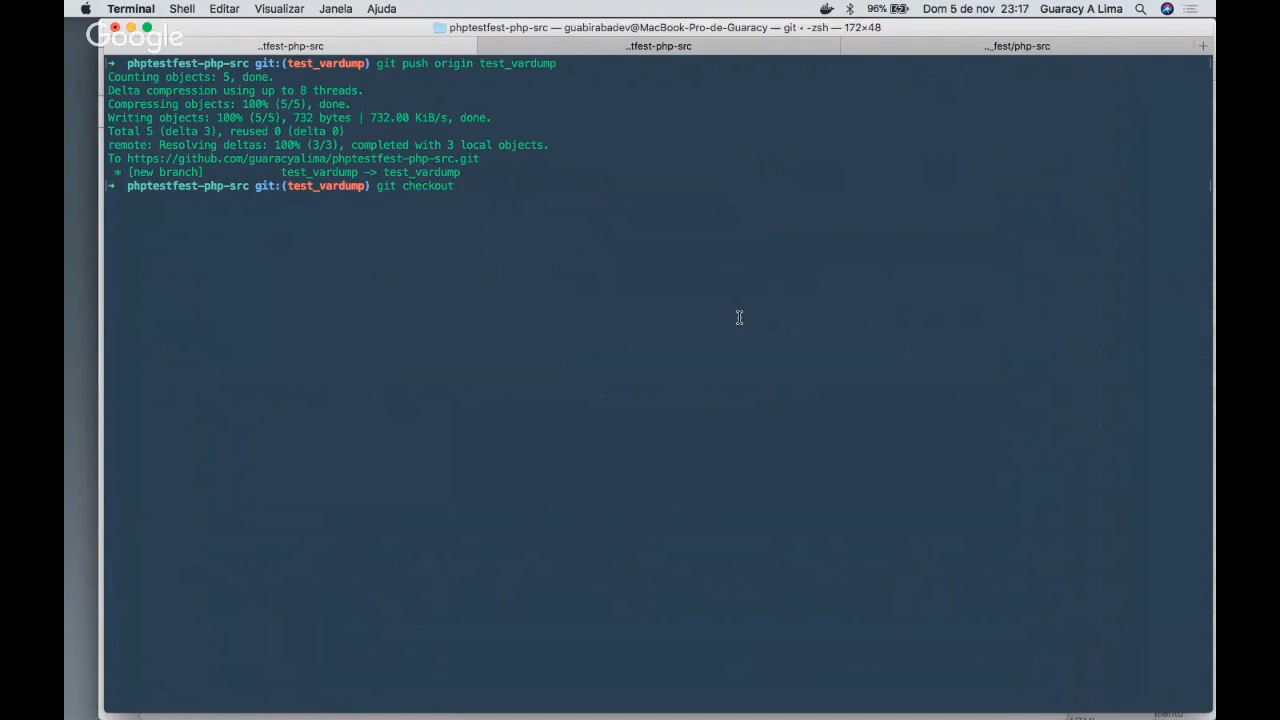 Terminal Shell Editar Visualizar Janela Ajuda 96% Dom 5 de nov 23:17 Guaracy A Lima
Google
phptestfest-php-src — guabirabadev@MacBook-Pro-de-Guaracy — git ‹ -zsh — 172×48
..tfest-php-src ..tfest-php-src .._fest/php-src +
→ phptestfest-php-src git:(test_vardump) git push origin test_vardump
Counting objects: 5, done.
Delta compression using up to 8 threads.
Compressing objects: 100% (5/5), done.
Writing objects: 100% (5/5), 732 bytes | 732.00 KiB/s, done.
Total 5 (delta 3), reused 0 (delta 0)
remote: Resolving deltas: 100% (3/3), completed with 3 local objects.
To https://github.com/guaracyalima/phptestfest-php-src.git
* [new branch] test_vardump -> test_vardump
→ phptestfest-php-src git:(test_vardump) git checkout